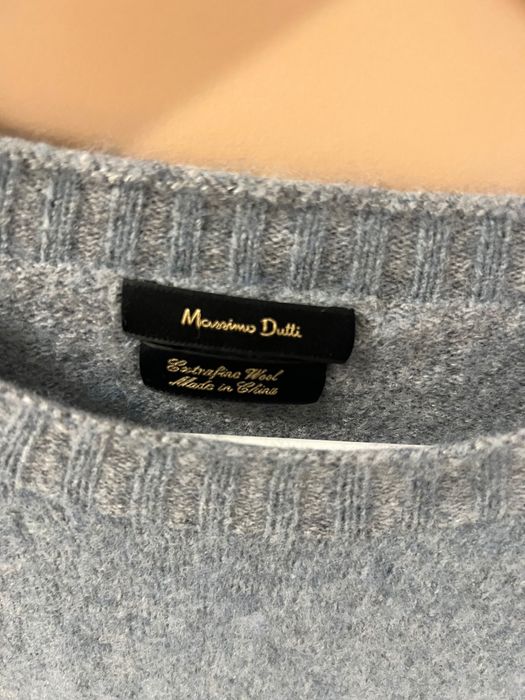 Massimo Dutti
Extrafine Wool
Made in China